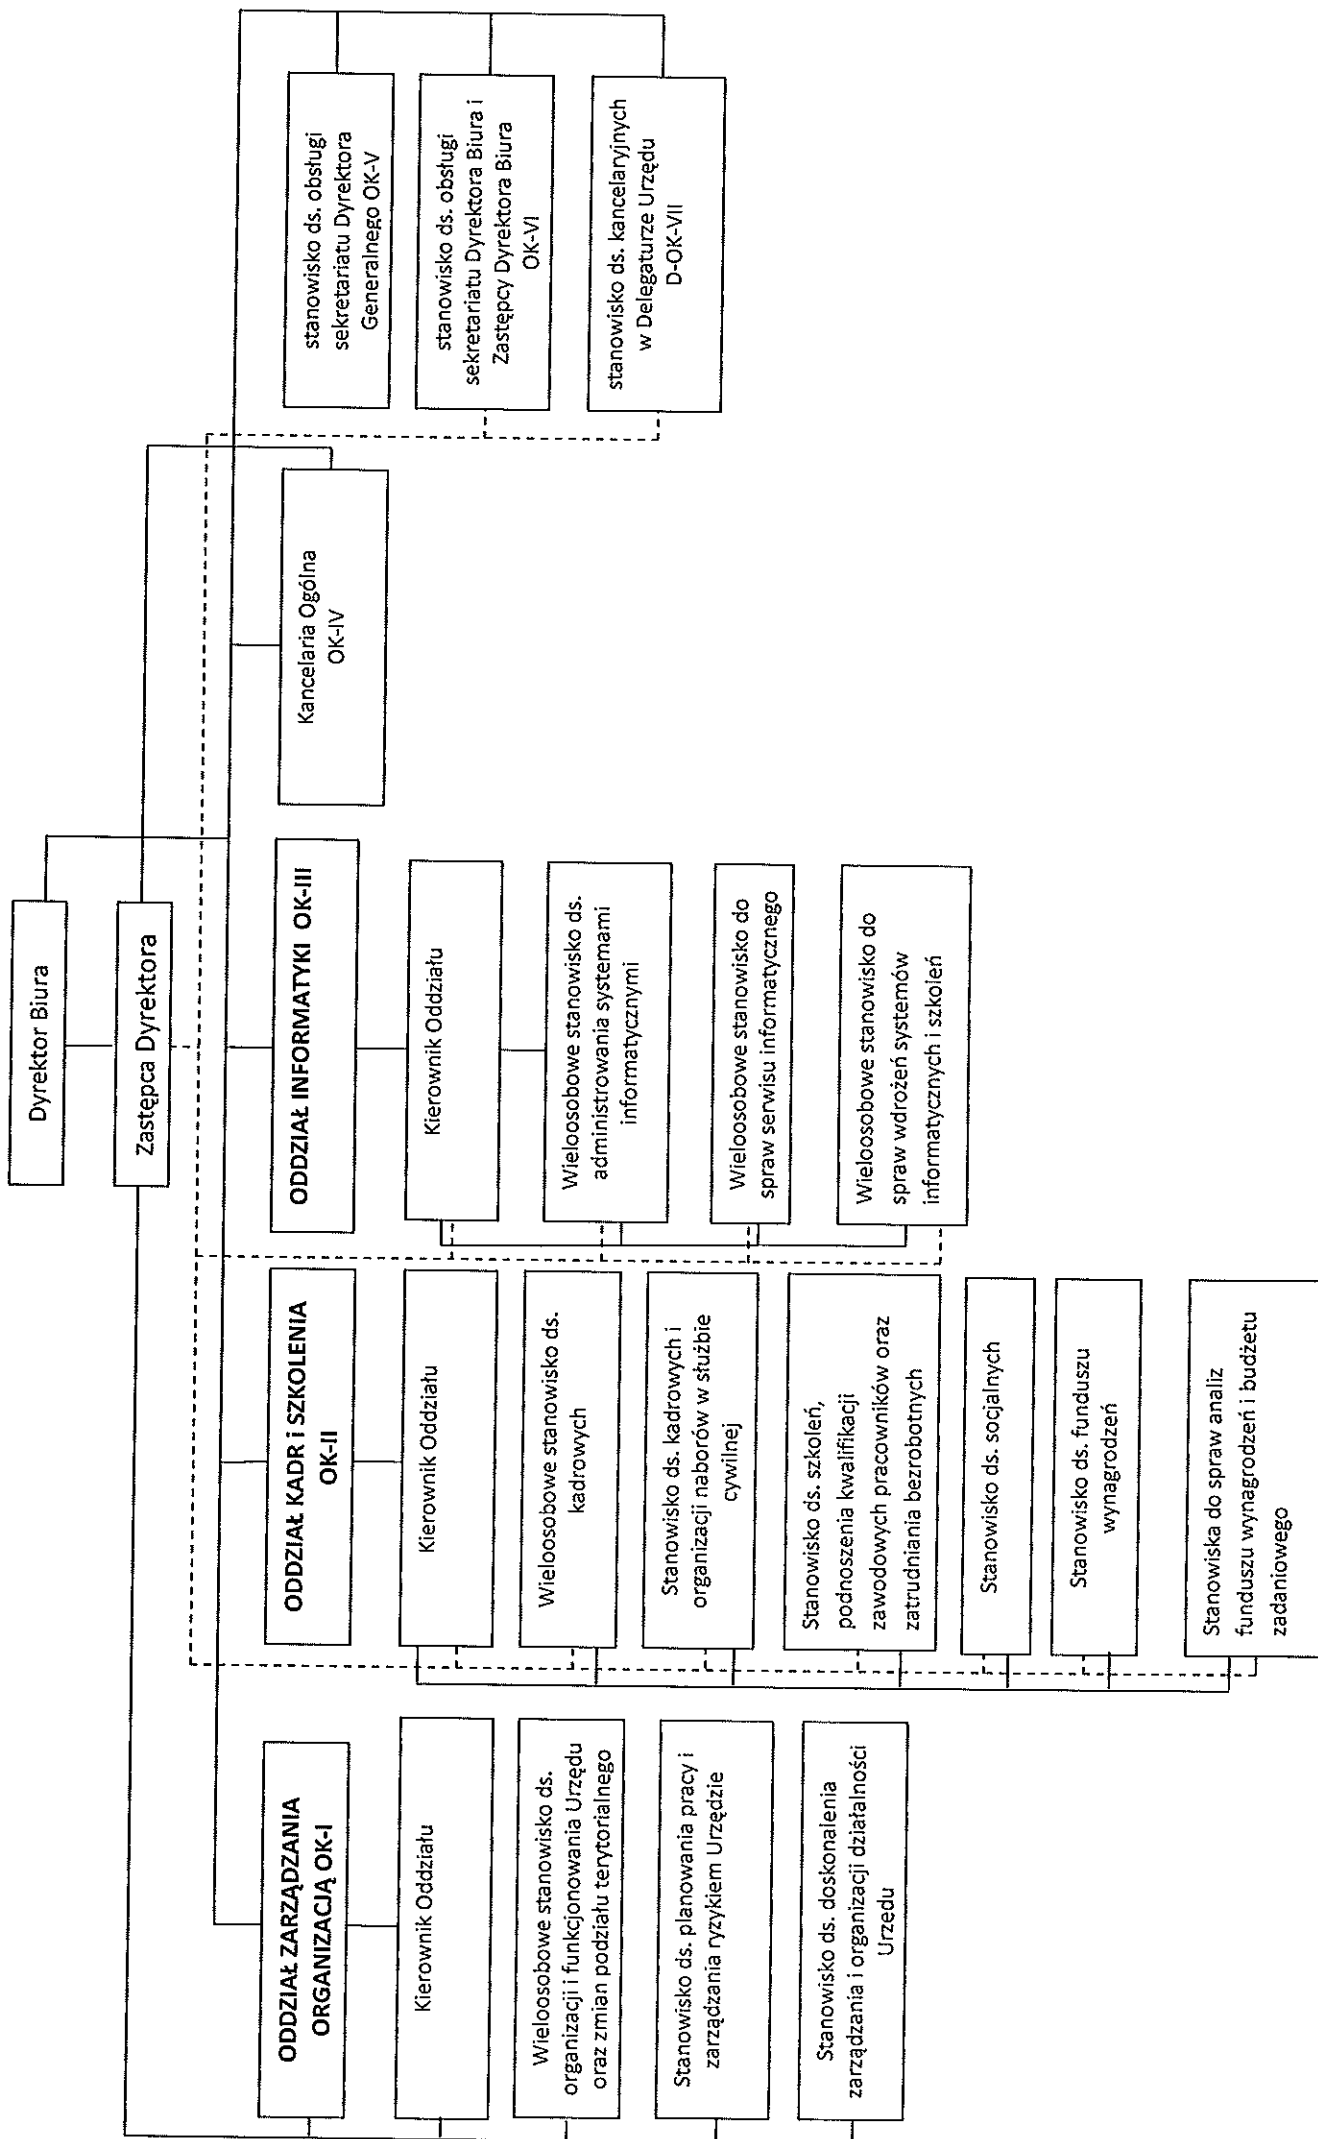 Dyrektor Biura
Zastępca Dyrektora
ODDZIAŁ ZARZĄDZANIA
ORGANIZACJĄ OK-I
Kierownik Oddziału
Wieloosobowe stanowisko ds.
organizacji i funkcjonowania Urzędu
oraz zmian podziału terytorialnego
Stanowisko ds. planowania pracy i
zarządzania ryzykiem Urzędzie
Stanowisko ds. doskonalenia
zarządzania i organizacji działalności
Urzędu
ODDZIAŁ KADR i SZKOLENIA
OK-II
Kierownik Oddziału
Wieloosobowe stanowisko ds.
kadrowych
Stanowisko ds. kadrowych i
organizacji naborów w służbie
cywilnej
Stanowisko ds. szkoleń,
podnoszenia kwalifikacji
zawodowych pracowników oraz
zatrudniania bezrobotnych
Stanowisko ds. socjalnych
Stanowisko ds. funduszu
wynagrodzeń
Stanowiska do spraw analiz
funduszu wynagrodzeń i budżetu
zadaniowego
ODDZIAŁ INFORMATYKI OK-III
Kierownik Oddziału
Wieloosobowe stanowisko ds.
administrowania systemami
informatycznymi
Wieloosobowe stanowisko do
spraw serwisu informatycznego
Wieloosobowe stanowisko do
spraw wdrożeń systemów
informatycznych i szkoleń
Kancelaria Ogólna
OK-IV
stanowisko ds. obsługi
sekretariatu Dyrektora
Generalnego OK-V
stanowisko ds. obsługi
sekretariatu Dyrektora Biura i
Zastępcy Dyrektora Biura
OK-VI
stanowisko ds. kancelaryjnych
w Delegaturze Urzędu
D-OK-VII